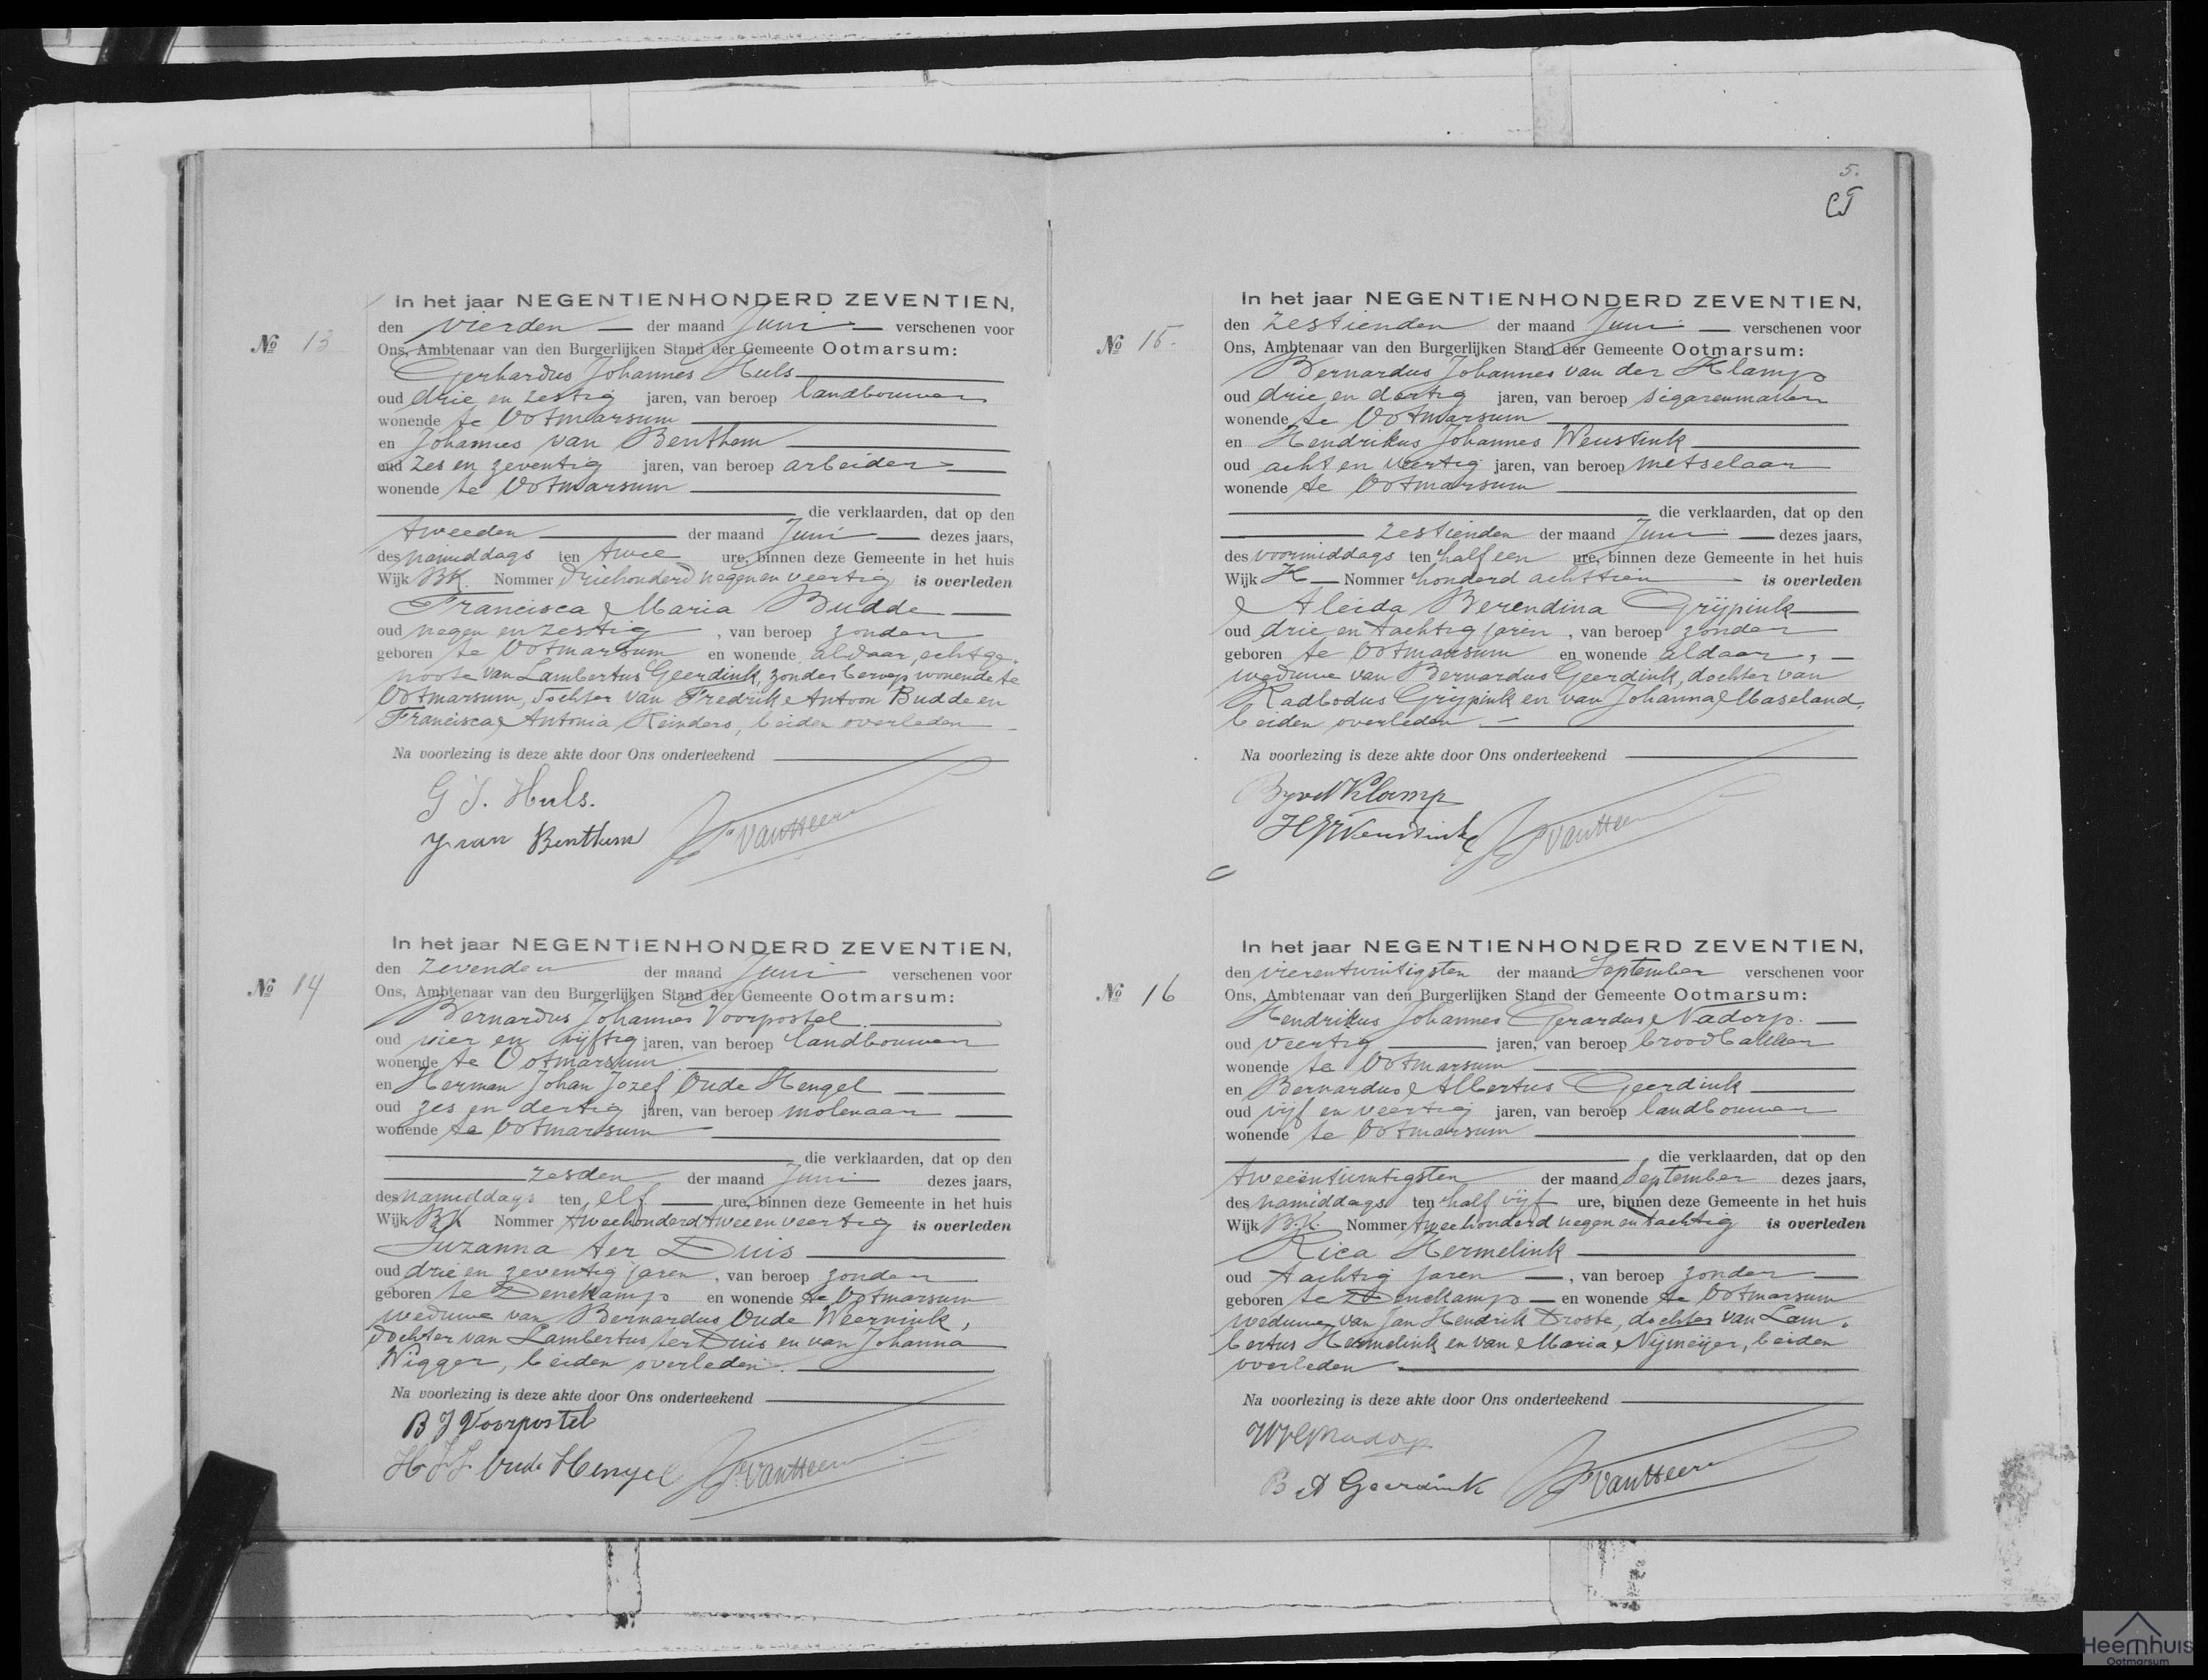 № 13
In het jaar NEGENTIENHONDERD ZEVENTIEN,
den vierden der maand Juni verschenen voor
Ons, Ambtenaar van den Burgerlijken Stand der Gemeente Ootmarsum:
Gerhardus Johannes Huls
oud drie en zestig jaren, van beroep landbouwer
wonende te Ootmarsum
en Johannes van Benthem
oud zes en zeventig jaren, van beroep arbeider
wonende te Ootmarsum
die verklaarden, dat op den
tweeden der maand Juni dezes jaars,
des namiddags ten twee ure, binnen deze Gemeente in het huis
Wijk BK. Nommer driehonderd negen en veertig is overleden
Francisca Maria Budde
oud negen en zestig , van beroep zonder
geboren te Ootmarsum en wonende aldaar, echtge-
noote van Lambertus Geerdink, zonder beroep wonende te
Ootmarsum, dochter van Fredrik Antoon Budde en
Francisca Antonia Reinders, beiden overleden
Na voorlezing is deze akte door Ons onderteekend
G J. Huls.
J van Benthem
van Heer
№ 14
In het jaar NEGENTIENHONDERD ZEVENTIEN,
den zevenden der maand Juni verschenen voor
Ons, Ambtenaar van den Burgerlijken Stand der Gemeente Ootmarsum:
Bernardus Johannes Voorpostel
oud vier en vijftig jaren, van beroep landbouwer
wonende te Ootmarsum
en Herman Johan Jozef Oude Hengel
oud zes en dertig jaren, van beroep molenaar
wonende te Ootmarsum
die verklaarden, dat op den
zesden der maand Juni dezes jaars,
des namiddags ten elf ure, binnen deze Gemeente in het huis
Wijk BK Nommer tweehonderd twee en veertig is overleden
Suzanna ter Duis
oud drie en zeventig jaren , van beroep zonder
geboren te Denekamp en wonende te Ootmarsum
weduwe van Bernardus Oude Weernink,
dochter van Lambertus ter Duis en van Johanna
Wigger, beiden overleden.
Na voorlezing is deze akte door Ons onderteekend
B J Voorpostel
H. J. J. Oude Hengel
van Heer
5.
№ 15.
In het jaar NEGENTIENHONDERD ZEVENTIEN,
den zestienden der maand Juni verschenen voor
Ons, Ambtenaar van den Burgerlijken Stand der Gemeente Ootmarsum:
Bernardus Johannes van der Klamp
oud drie en dertig jaren, van beroep sigarenmaker
wonende te Ootmarsum
en Hendrikus Johannes Weustink
oud acht en veertig jaren, van beroep metselaar
wonende te Ootmarsum
die verklaarden, dat op den
zestienden der maand Juni dezes jaars,
des voormiddags ten half een ure, binnen deze Gemeente in het huis
Wijk H Nommer honderd achttien is overleden
Aleida Berendina Grijpink
oud drie en tachtig jaren , van beroep zonder
geboren te Ootmarsum en wonende aldaar,
weduwe van Bernardus Geerdink, dochter van
Radbodus Grijpink en van Johanna Maseland,
beiden overleden
Na voorlezing is deze akte door Ons onderteekend
BJvdKlamp
HJWeustink
van Heer
№ 16
In het jaar NEGENTIENHONDERD ZEVENTIEN,
den vierentwintigsten der maand September verschenen voor
Ons, Ambtenaar van den Burgerlijken Stand der Gemeente Ootmarsum:
Hendrikus Johannes Gerardus Nadorp.
oud veertig jaren, van beroep broodbakker
wonende te Ootmarsum
en Bernardus Albertus Geerdink
oud vijf en veertig jaren, van beroep landbouwer
wonende te Ootmarsum
die verklaarden, dat op den
tweeëntwintigsten der maand September dezes jaars,
des namiddags ten half vijf ure, binnen deze Gemeente in het huis
Wijk B.K. Nommer tweehonderd negen en tachtig is overleden
Rica Hermelink
oud tachtig jaren , van beroep zonder
geboren te Denekamp en wonende te Ootmarsum
weduwe van Jan Hendrik Droste, dochter van Lam-
bertus Hermelink en van Maria Nijmeijer, beiden
overleden
Na voorlezing is deze akte door Ons onderteekend
HJGNadorp
B A Geerdink
van Heer
Heemhuis
Ootmarsum